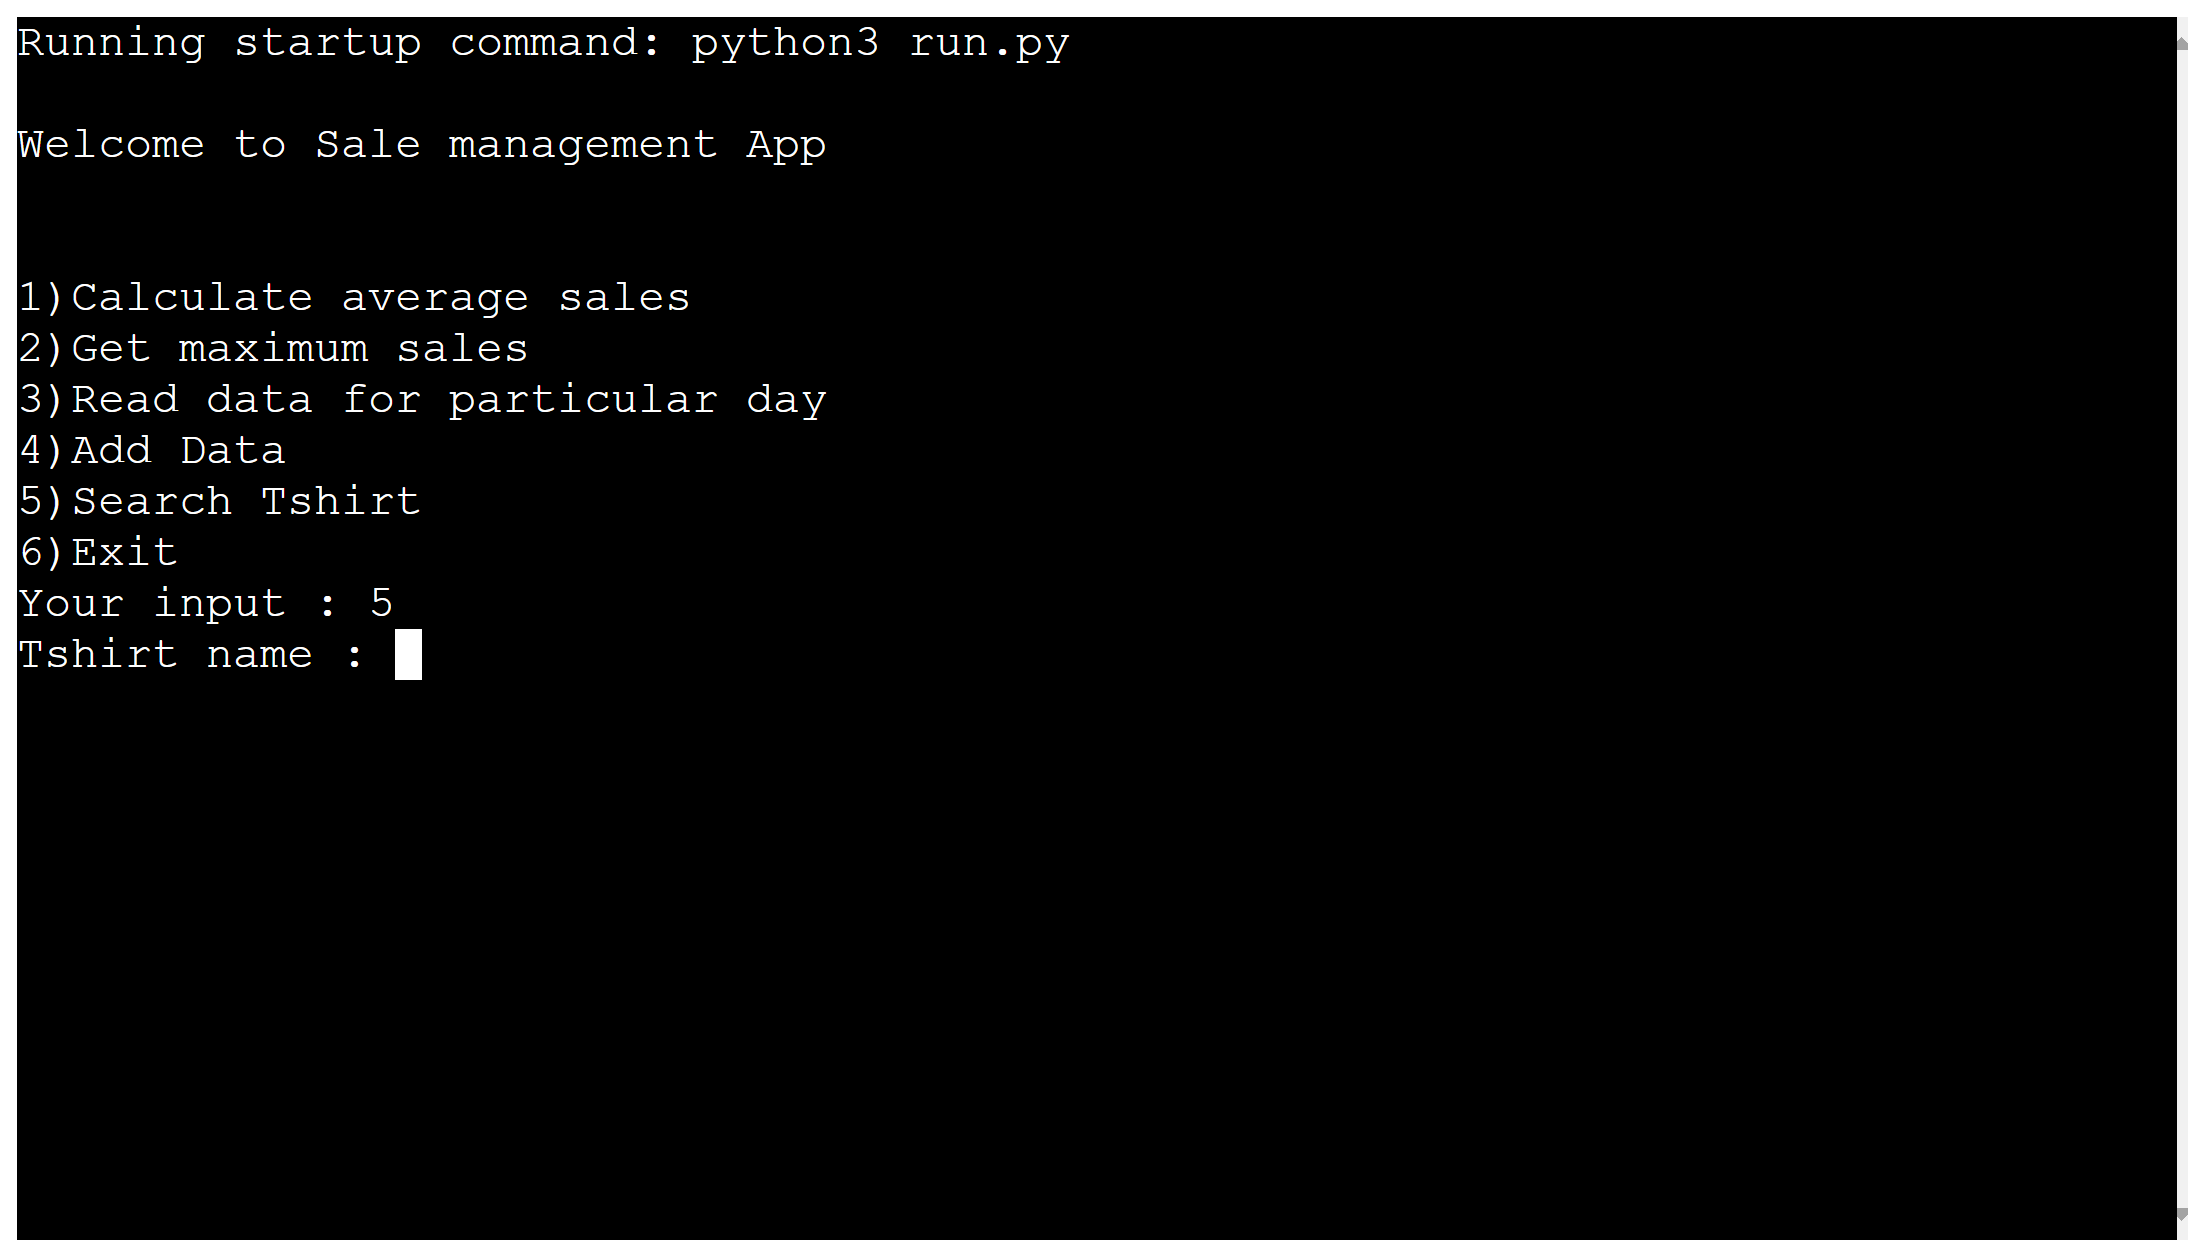 Running startup command: python3 run.py
Welcome to Sale management App
1)Calculate average sales
2)Get maximum sales
3)Read data for particular day
4)Add Data
5)Search Tshirt
6)Exit
Your input : 5
Tshirt name :